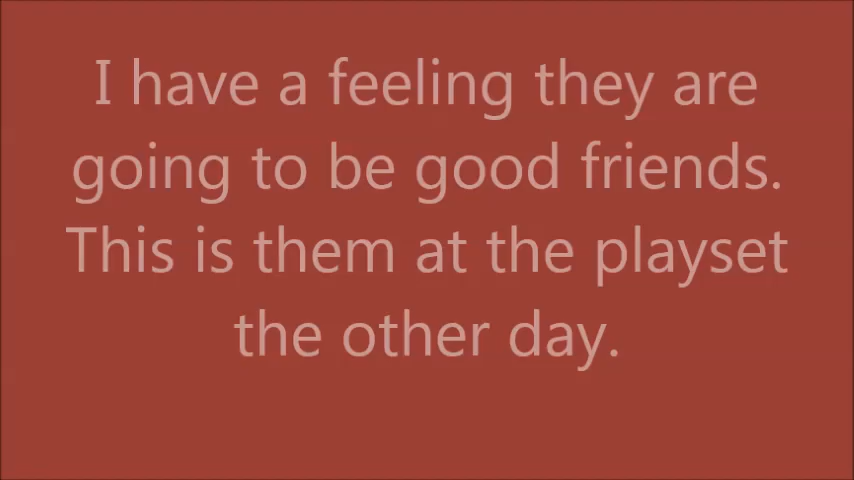 I have a feeling they are
going to be good friends.
This is them at the playset
the other day.